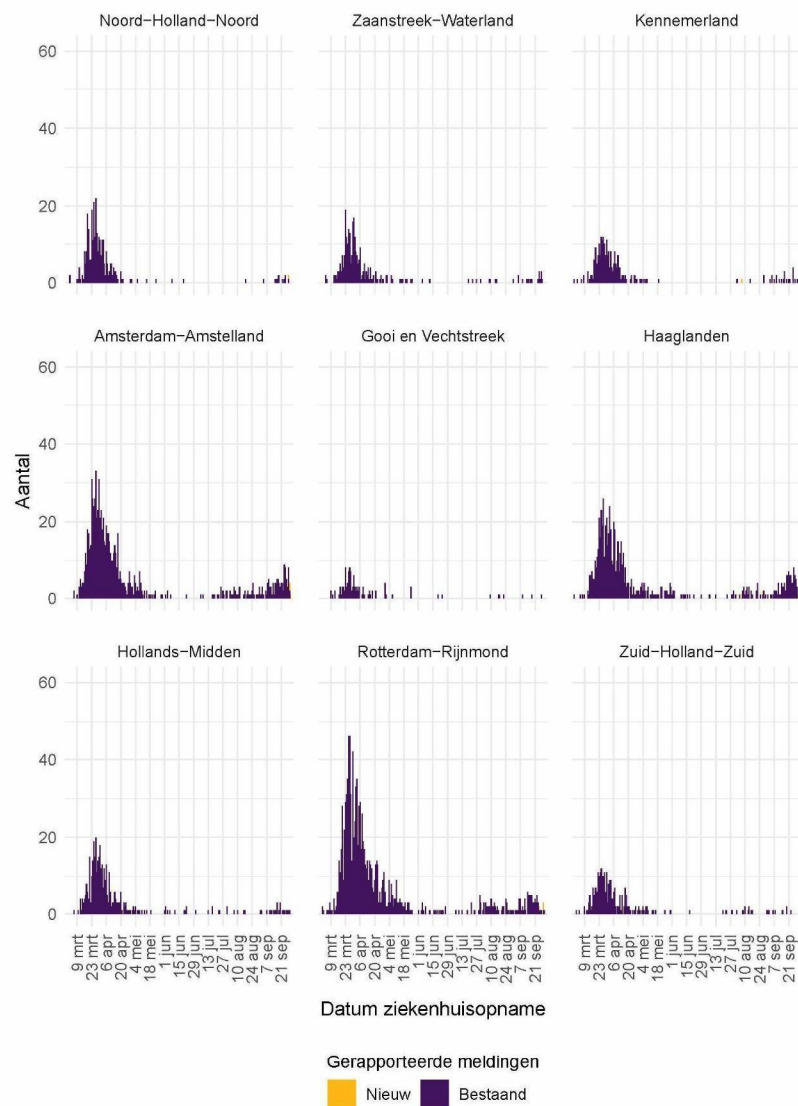 Noord-Holland-Noord Zaanstreek-Waterland Kennemerland
60
40
20
0
Amsterdam-Amstelland Gooi en Vechtstreek Haaglanden
60
40
20
0
Aantal
Hollands-Midden Rotterdam-Rijnmond Zuid-Holland-Zuid
60
40
20
0
9 mrt 23 mrt 6 apr 20 apr 4 mei 18 mei 1 jun 15 jun 29 jun 13 jul 27 jul 10 aug 24 aug 7 sep 21 sep
9 mrt 23 mrt 6 apr 20 apr 4 mei 18 mei 1 jun 15 jun 29 jun 13 jul 27 jul 10 aug 24 aug 7 sep 21 sep
9 mrt 23 mrt 6 apr 20 apr 4 mei 18 mei 1 jun 15 jun 29 jun 13 jul 27 jul 10 aug 24 aug 7 sep 21 sep
Datum ziekenhuisopname
Gerapporteerde meldingen
Nieuw Bestaand